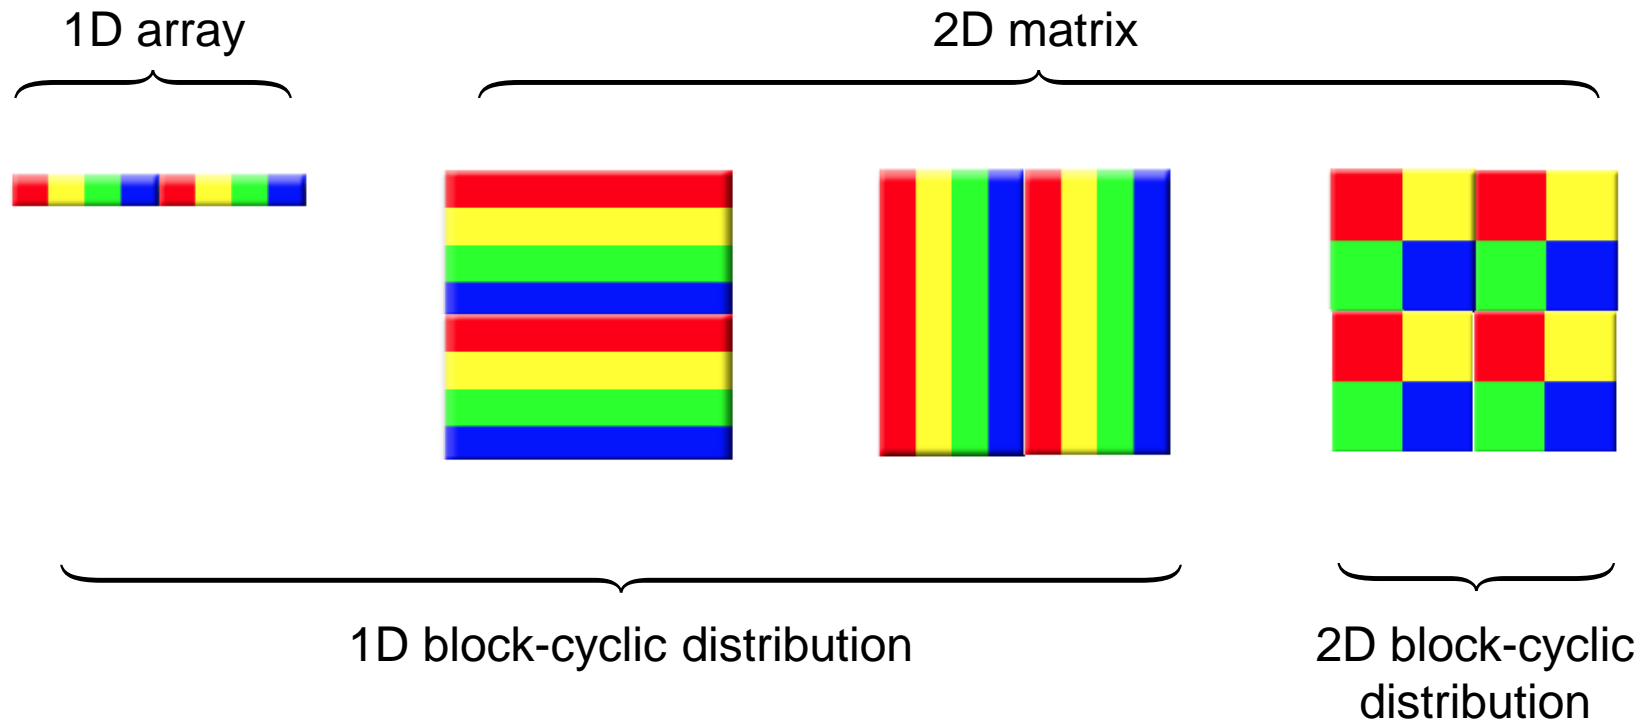 1D array
2D matrix
1D block-cyclic distribution
2D block-cyclic
distribution